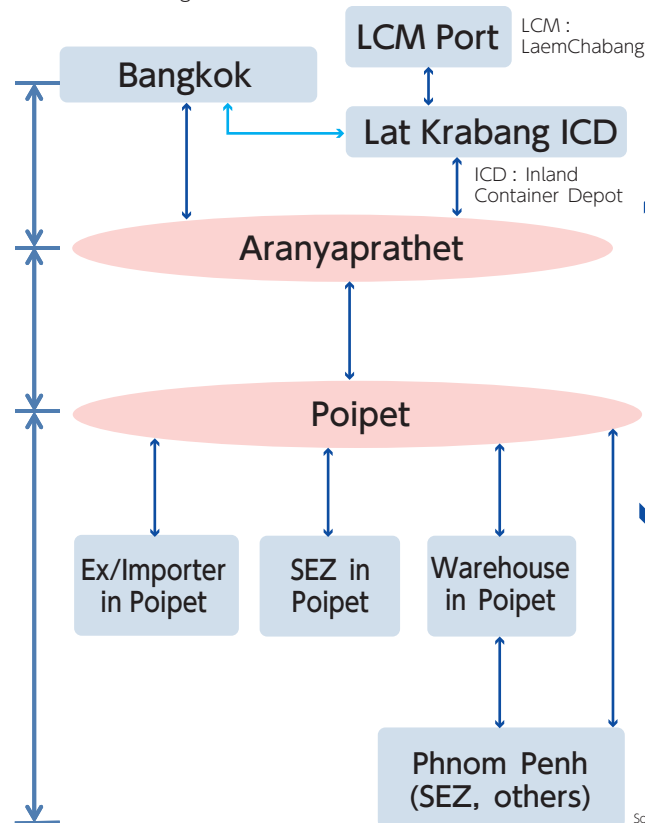 LCM Port
LCM :
LaemChabang
Bangkok
Lat Krabang ICD
ICD : Inland
Container Depot
Aranyaprathet
Poipet
Ex/Importer
in Poipet
SEZ in
Poipet
Warehouse
in Poipet
Phnom Penh
(SEZ, others)